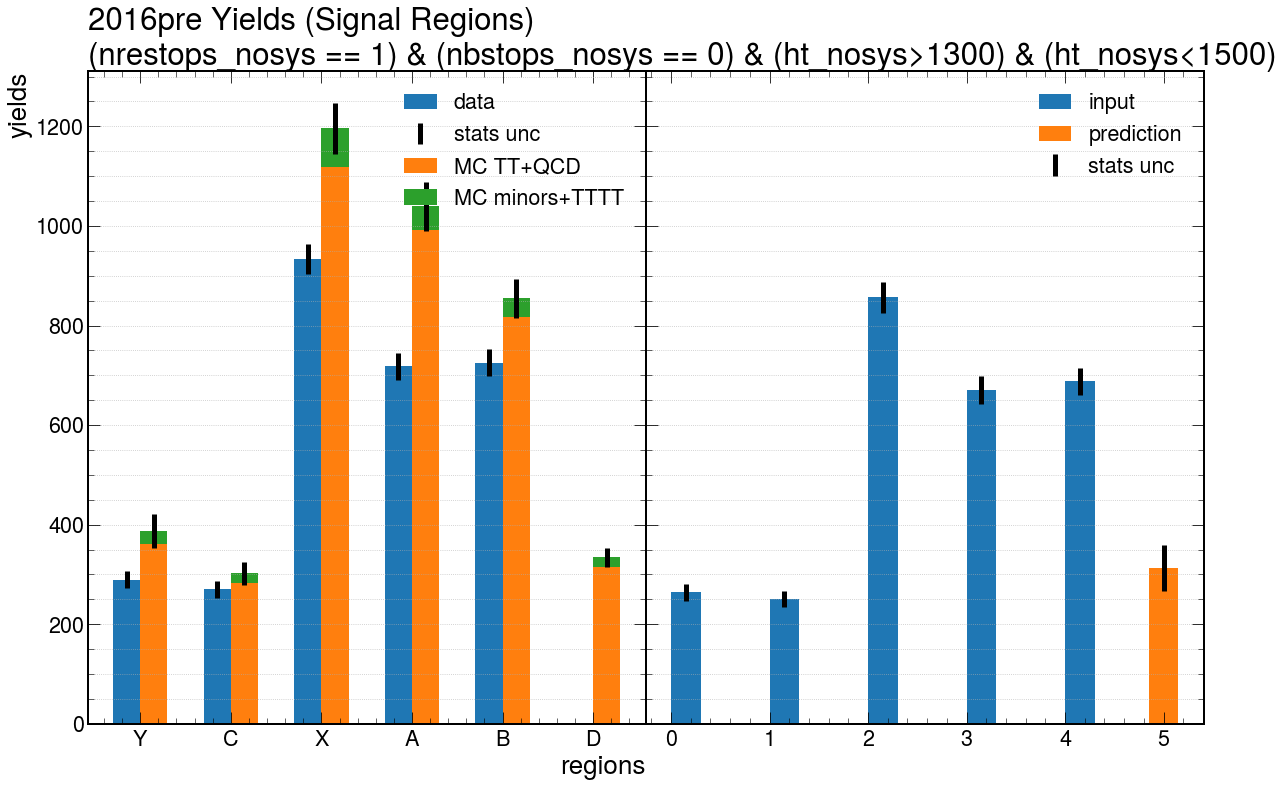 2016pre Yields (Signal Regions)
(nrestops_nosys == 1) & (nbstops_nosys == 0) & (ht_nosys>1300) & (ht_nosys<1500)
yields
1200
1000
800
600
400
200
0
data
stats unc
MC TT+QCD
MC minors+TTTT
input
prediction
stats unc
Y C X A B D
0 1 2 3 4 5
regions